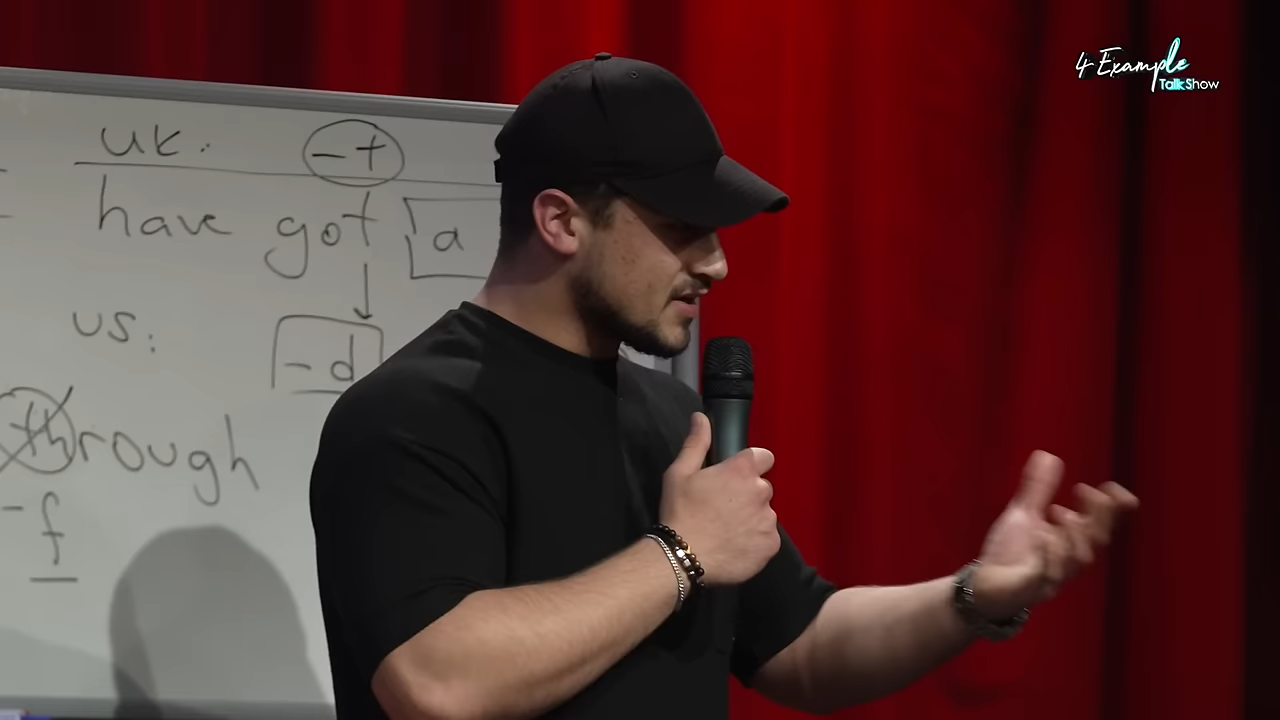 uk: -t
have got a
us: -d
through
-f
4 Example
TalkShow